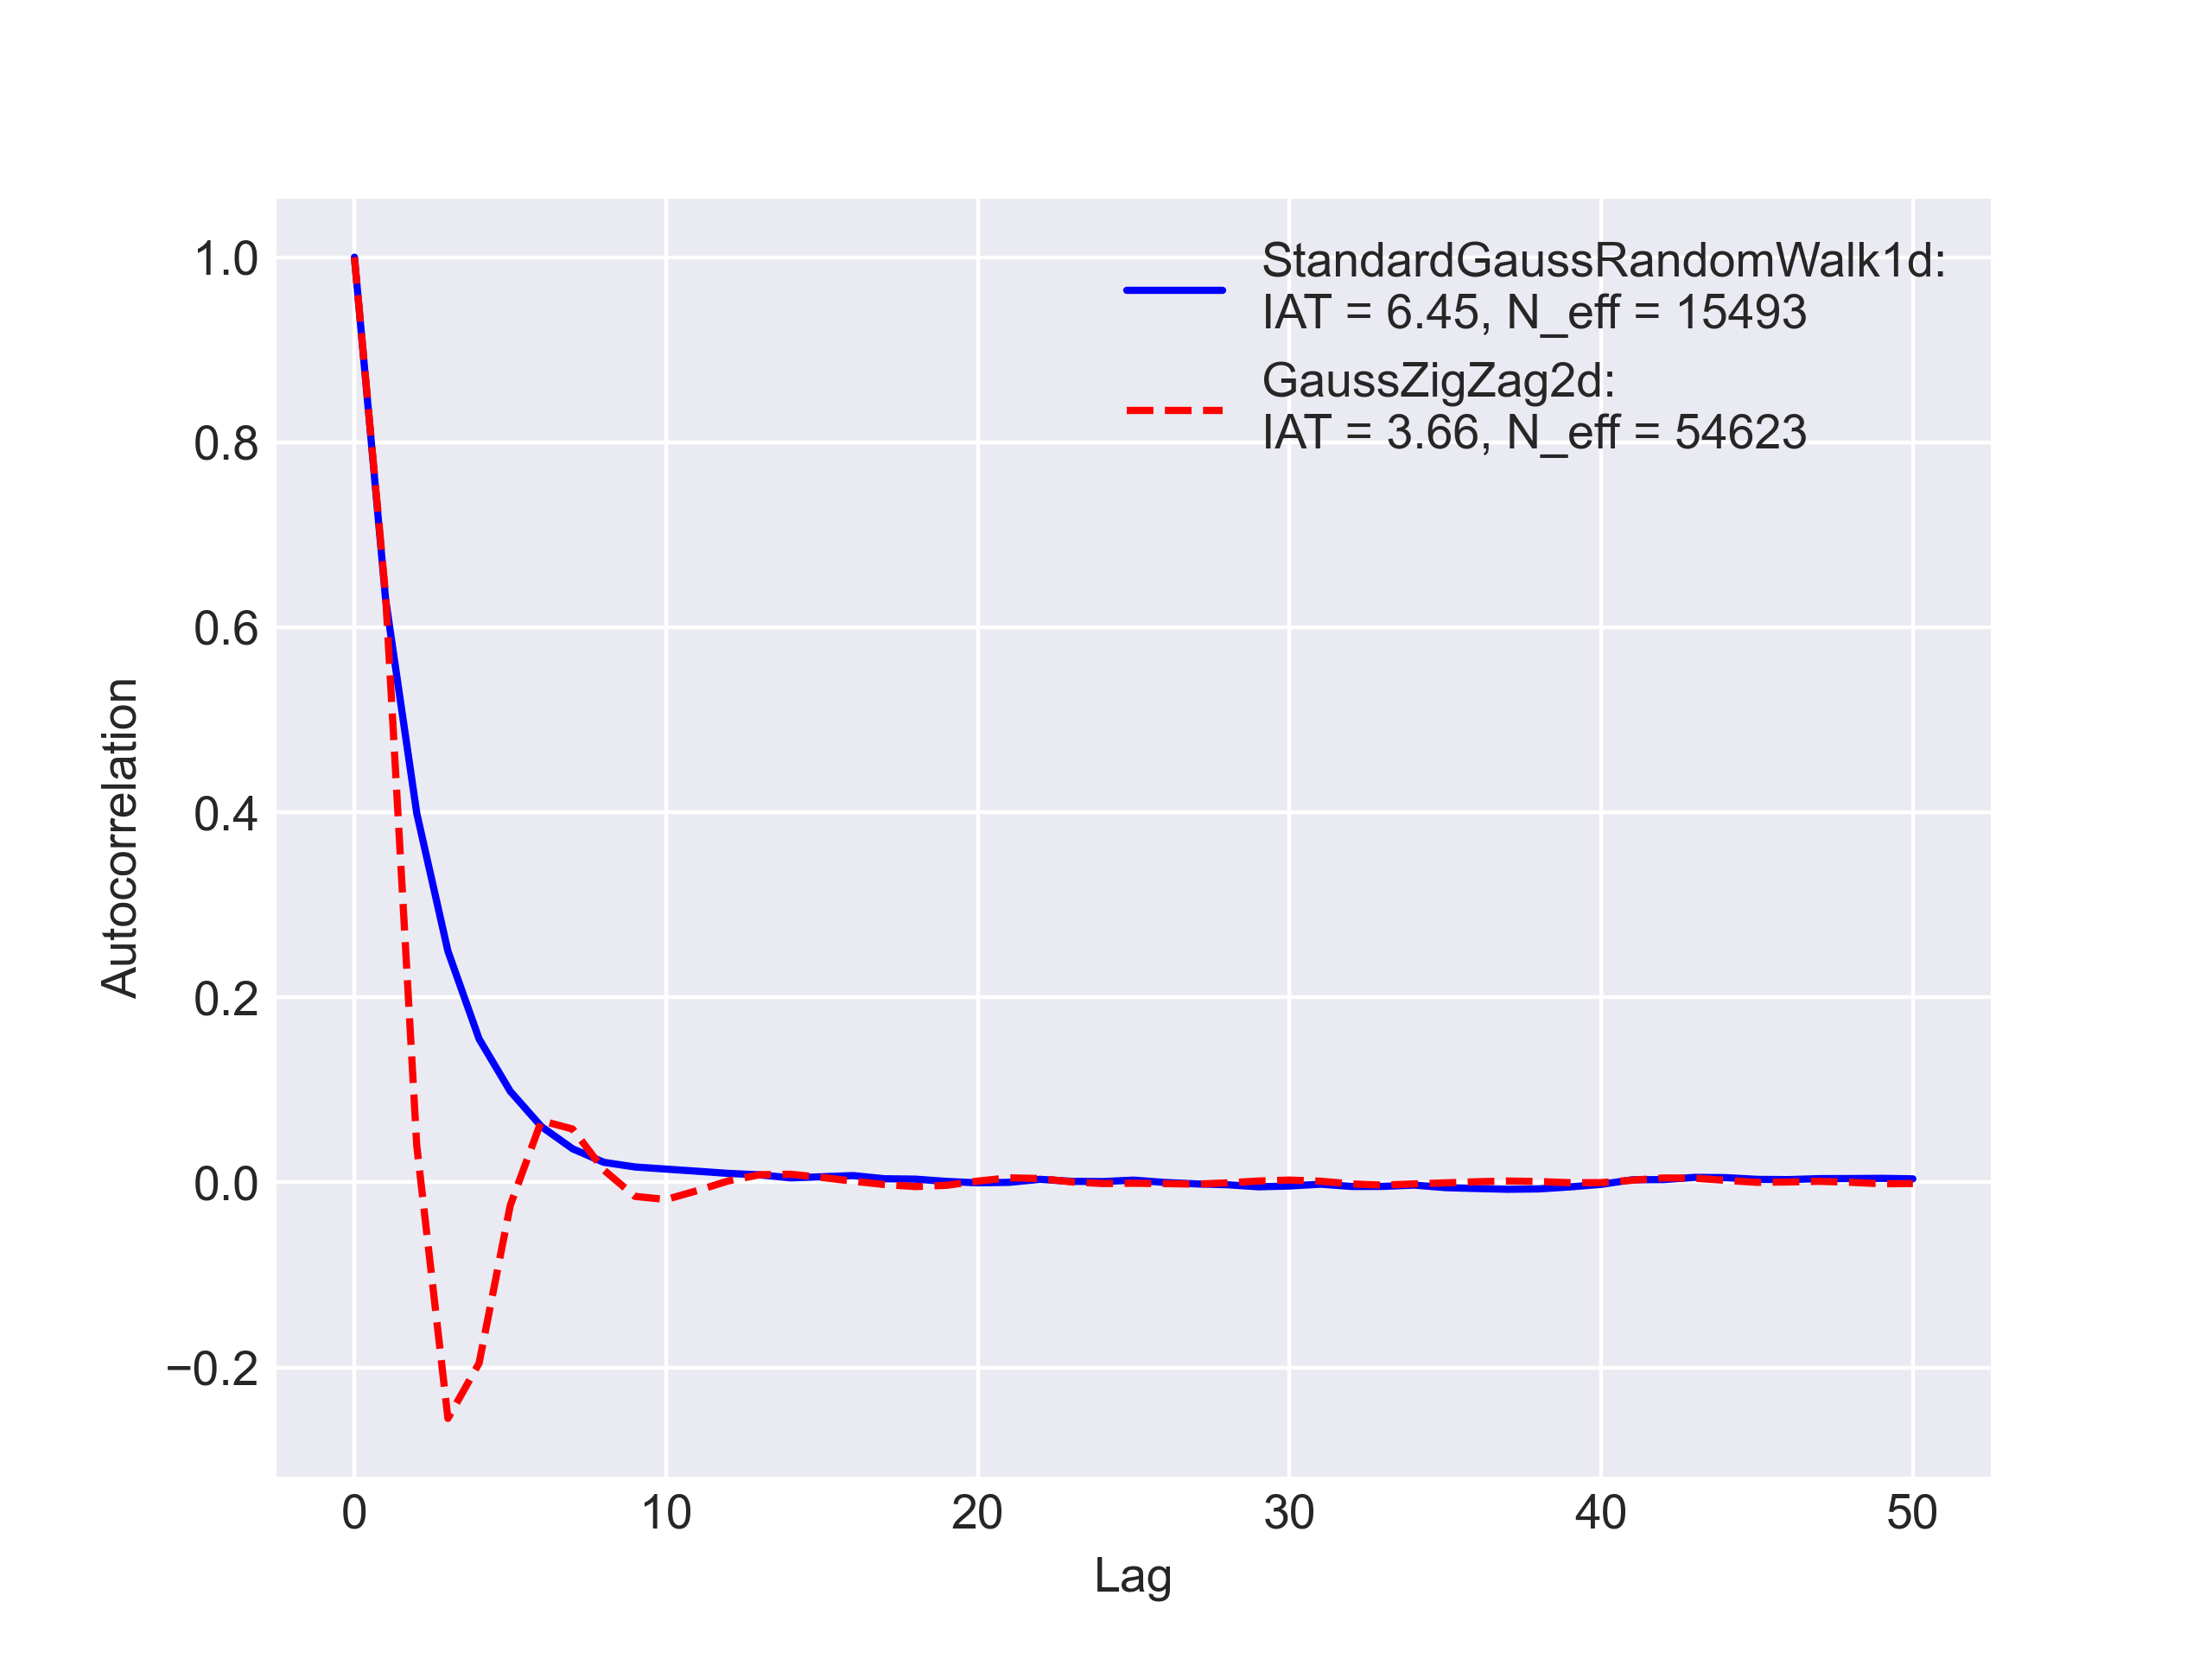 StandardGaussRandomWalk1d:
IAT = 6.45, N_eff = 15493
GaussZigZag2d:
IAT = 3.66, N_eff = 54623
1.0
0.8
0.6
0.4
0.2
0.0
−0.2
Autocorrelation
0 10 20 30 40 50
Lag